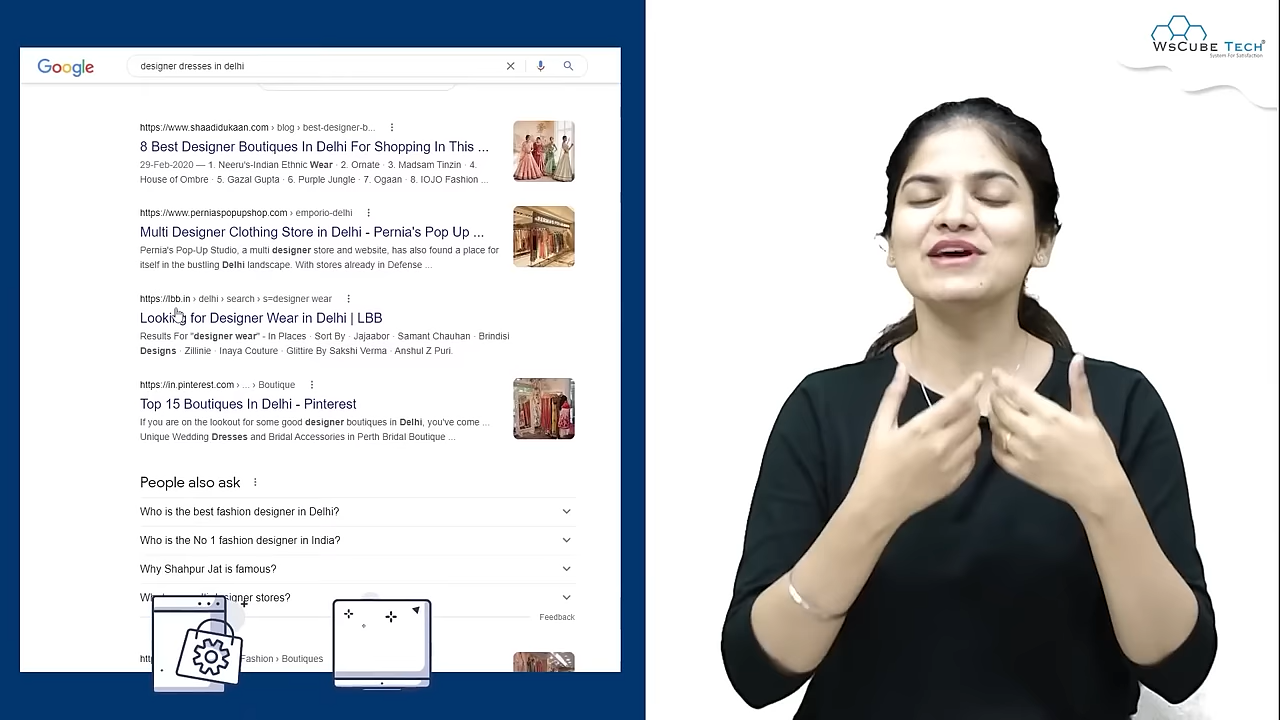 WsCube Tech
System For Satisfaction
Google
designer dresses in delhi
https://www.shaadidukaan.com › blog › best-designer-b...
8 Best Designer Boutiques In Delhi For Shopping In This ...
29-Feb-2020 — 1. Neeru's-Indian Ethnic Wear · 2. Ornate · 3. Madsam Tinzin · 4.
House of Ombre · 5. Gazal Gupta · 6. Purple Jungle · 7. Ogaan · 8. IOJO Fashion ...
https://www.perniaspopupshop.com › emporio-delhi
Multi Designer Clothing Store in Delhi - Pernia's Pop Up ...
Pernia's Pop-Up Studio, a multi designer store and website, has also found a place for
itself in the bustling Delhi landscape. With stores already in Defense ...
https://lbb.in › delhi › search › s=designer wear
Looking for Designer Wear in Delhi | LBB
Results For "designer wear" - In Places · Sort By · Jajaabor · Samant Chauhan · Brindisi
Designs · Zillinie · Inaya Couture · Glittire By Sakshi Verma · Anshul Z Puri.
https://in.pinterest.com › ... › Boutique
Top 15 Boutiques In Delhi - Pinterest
If you are on the lookout for some good designer boutiques in Delhi, you've come ...
Unique Wedding Dresses and Bridal Accessories in Perth Bridal Boutique ...
People also ask
Who is the best fashion designer in Delhi?
Who is the No 1 fashion designer in India?
Why Shahpur Jat is famous?
stores?
Feedback
Fashion › Boutiques